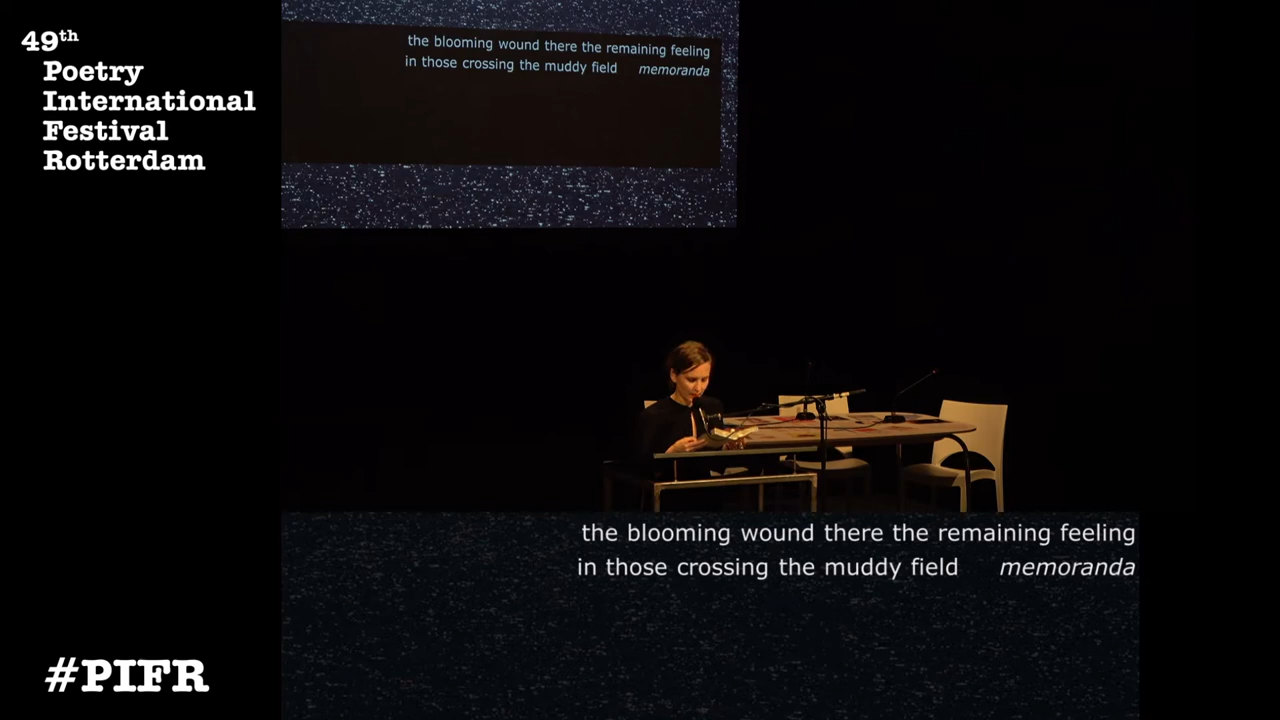 49th
Poetry
International
Festival
Rotterdam
the blooming wound there the remaining feeling
in those crossing the muddy field memoranda
the blooming wound there the remaining feeling
in those crossing the muddy field memoranda
#PIFR